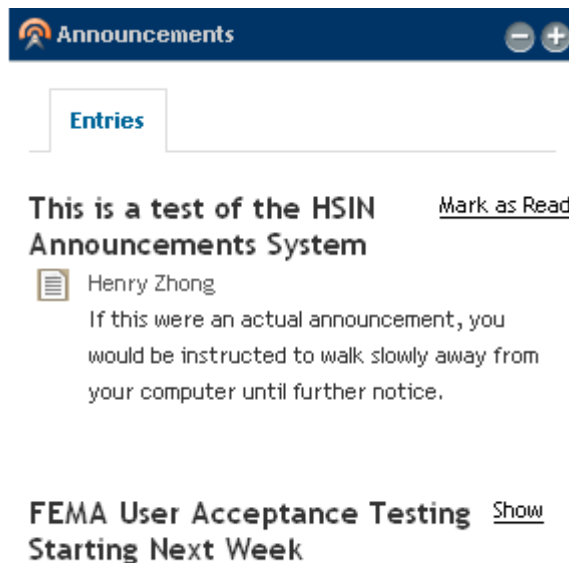 Announcements
Entries
This is a test of the HSIN
Announcements System
Mark as Read
Henry Zhong
If this were an actual announcement, you
would be instructed to walk slowly away from
your computer until further notice.
FEMA User Acceptance Testing
Starting Next Week
Show